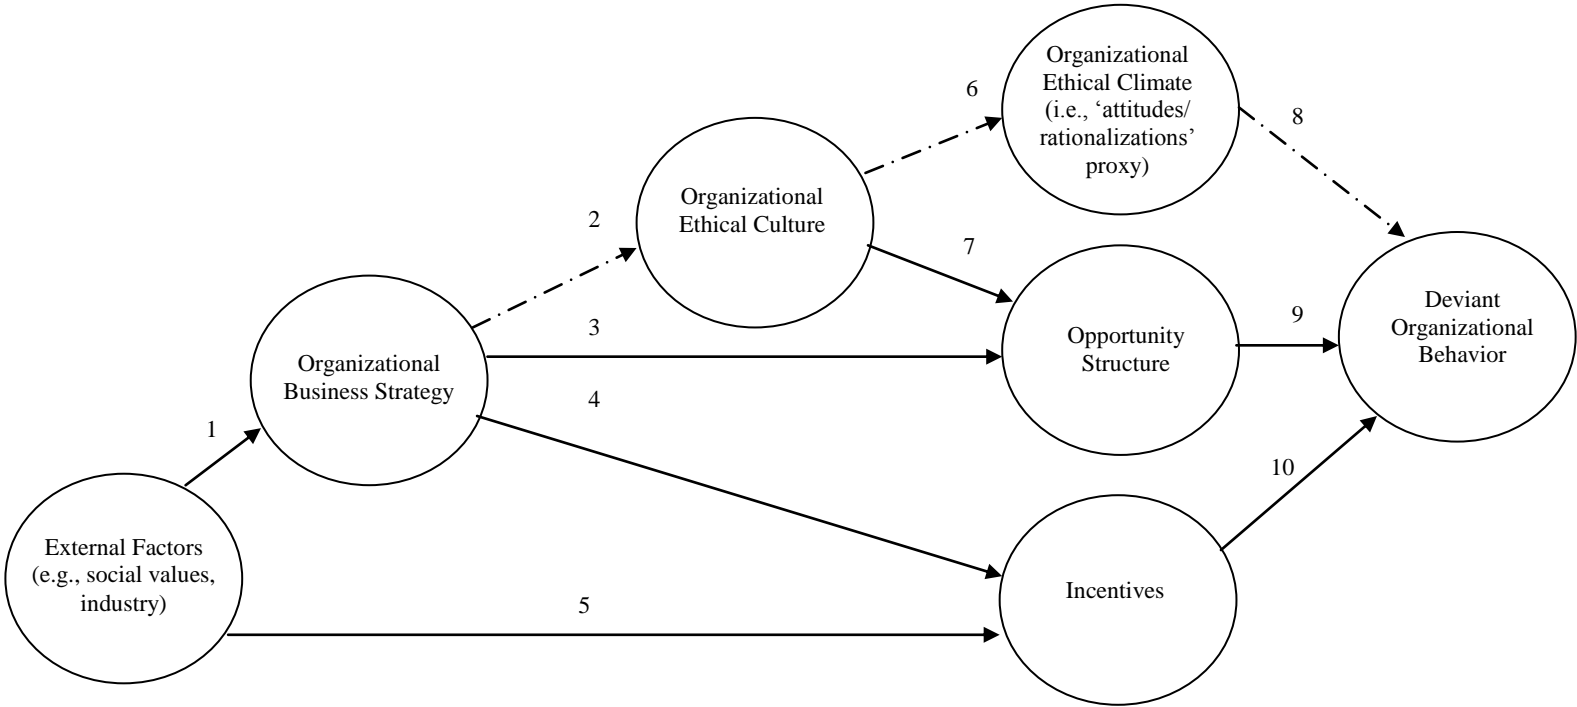 Organizational
Ethical Climate
(i.e., ‘attitudes/
rationalizations’
proxy)
6
8
Organizational
Ethical Culture
2
7
3
Opportunity
Structure
9
Deviant
Organizational
Behavior
Organizational
Business Strategy
4
1
10
External Factors
(e.g., social values,
industry)
5
Incentives